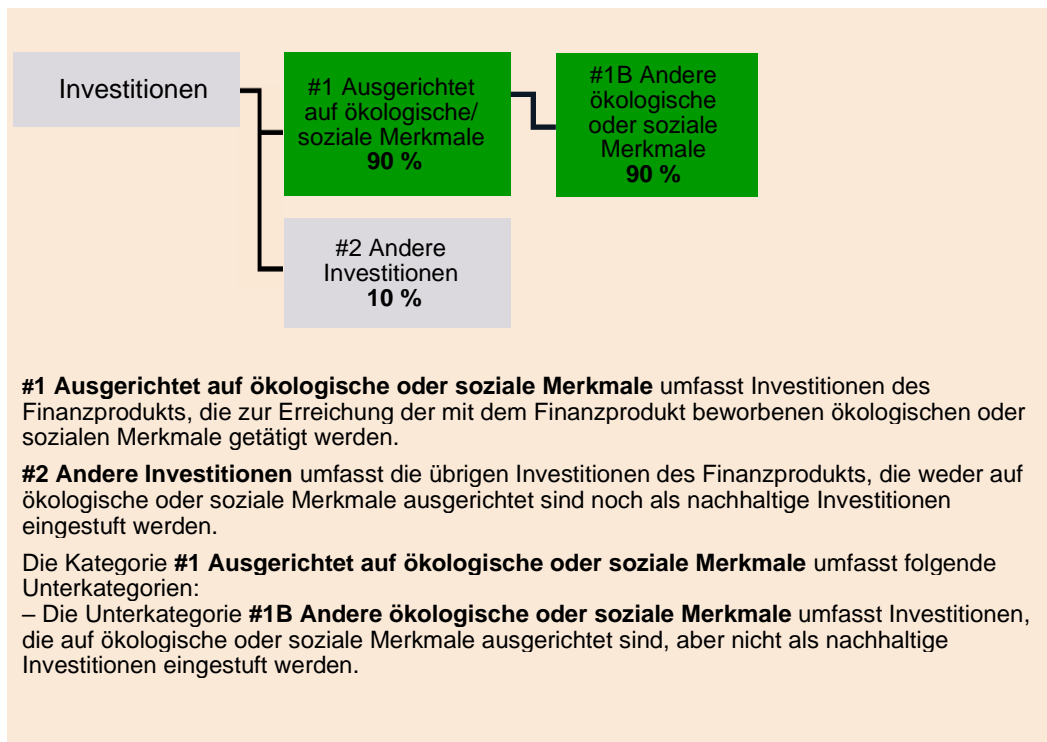 Investitionen
#1 Ausgerichtet
auf ökologische/
soziale Merkmale
90 %
#1B Andere
ökologische
oder soziale
Merkmale
90 %
#2 Andere
Investitionen
10 %
#1 Ausgerichtet auf ökologische oder soziale Merkmale umfasst Investitionen des
Finanzprodukts, die zur Erreichung der mit dem Finanzprodukt beworbenen ökologischen oder
sozialen Merkmale getätigt werden.
#2 Andere Investitionen umfasst die übrigen Investitionen des Finanzprodukts, die weder auf
ökologische oder soziale Merkmale ausgerichtet sind noch als nachhaltige Investitionen
eingestuft werden.
Die Kategorie #1 Ausgerichtet auf ökologische oder soziale Merkmale umfasst folgende
Unterkategorien:
– Die Unterkategorie #1B Andere ökologische oder soziale Merkmale umfasst Investitionen,
die auf ökologische oder soziale Merkmale ausgerichtet sind, aber nicht als nachhaltige
Investitionen eingestuft werden.